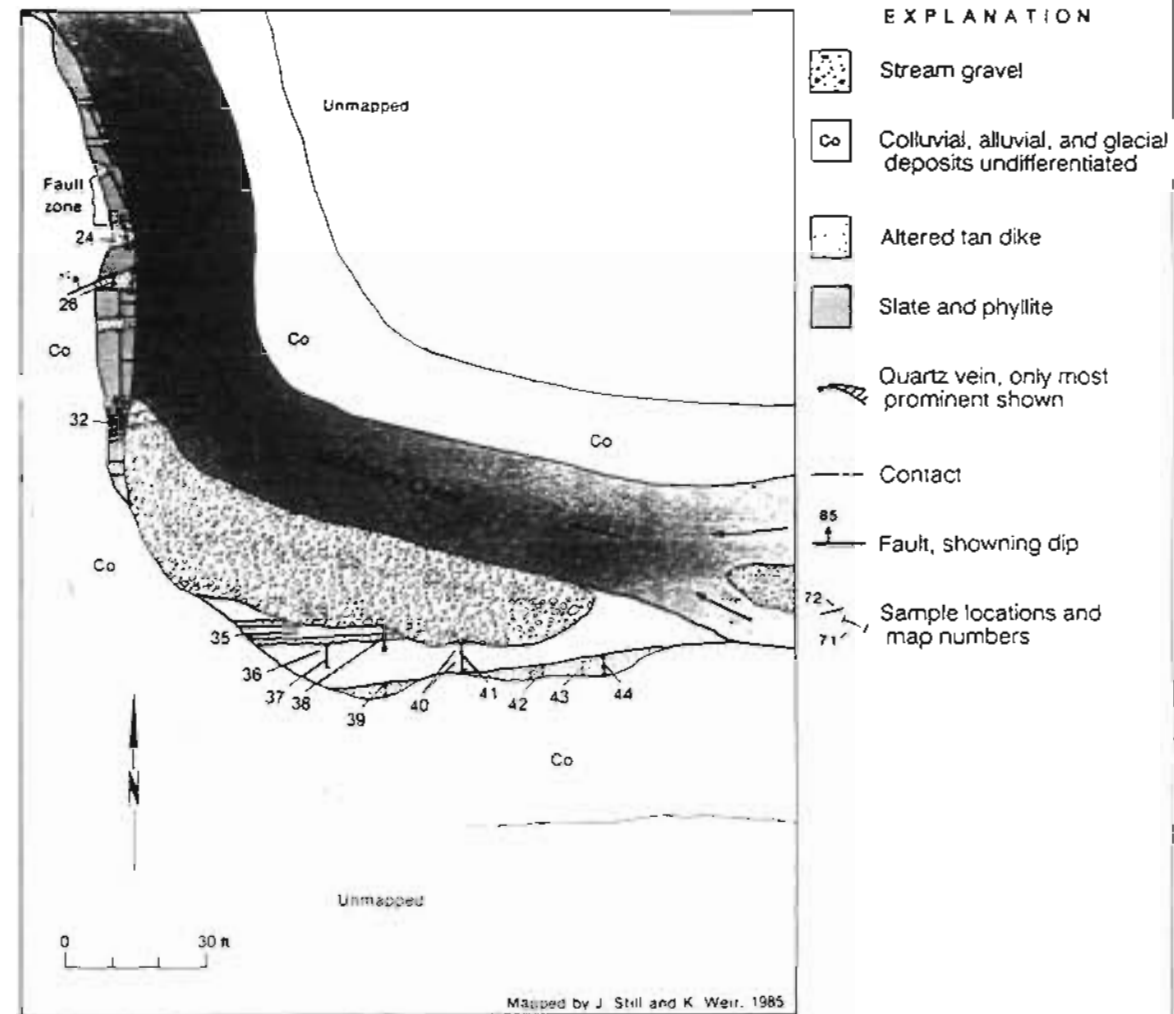 EXPLANATION
Stream gravel
Co
Colluvial, alluvial, and glacial
deposits undifferentiated
Altered tan dike
Slate and phyllite
Quartz vein, only most
prominent shown
Contact
85
Fault, showning dip
72
71
Sample locations and
map numbers
Unmapped
Fault
zone
24
28
Co
Co
32
Co
Co
35
36
37
38
39
40
41
42
43
44
Co
N
Unmapped
0 30 ft
Mapped by J. Still and K. Weir, 1985